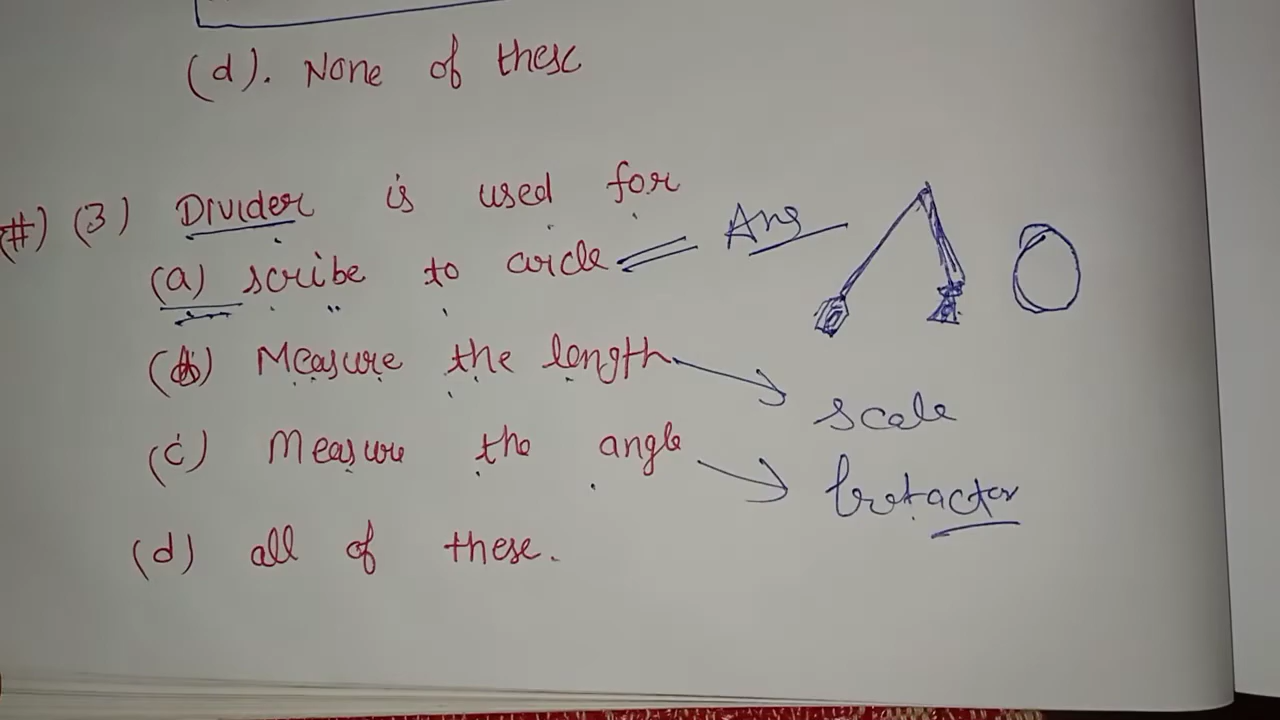 (d). None of these
(#) (3) Divider is used for
(a) scribe to circle Ans
(b) Measure the length scale
(c) Measure the angle Protactor
(d) all of these.